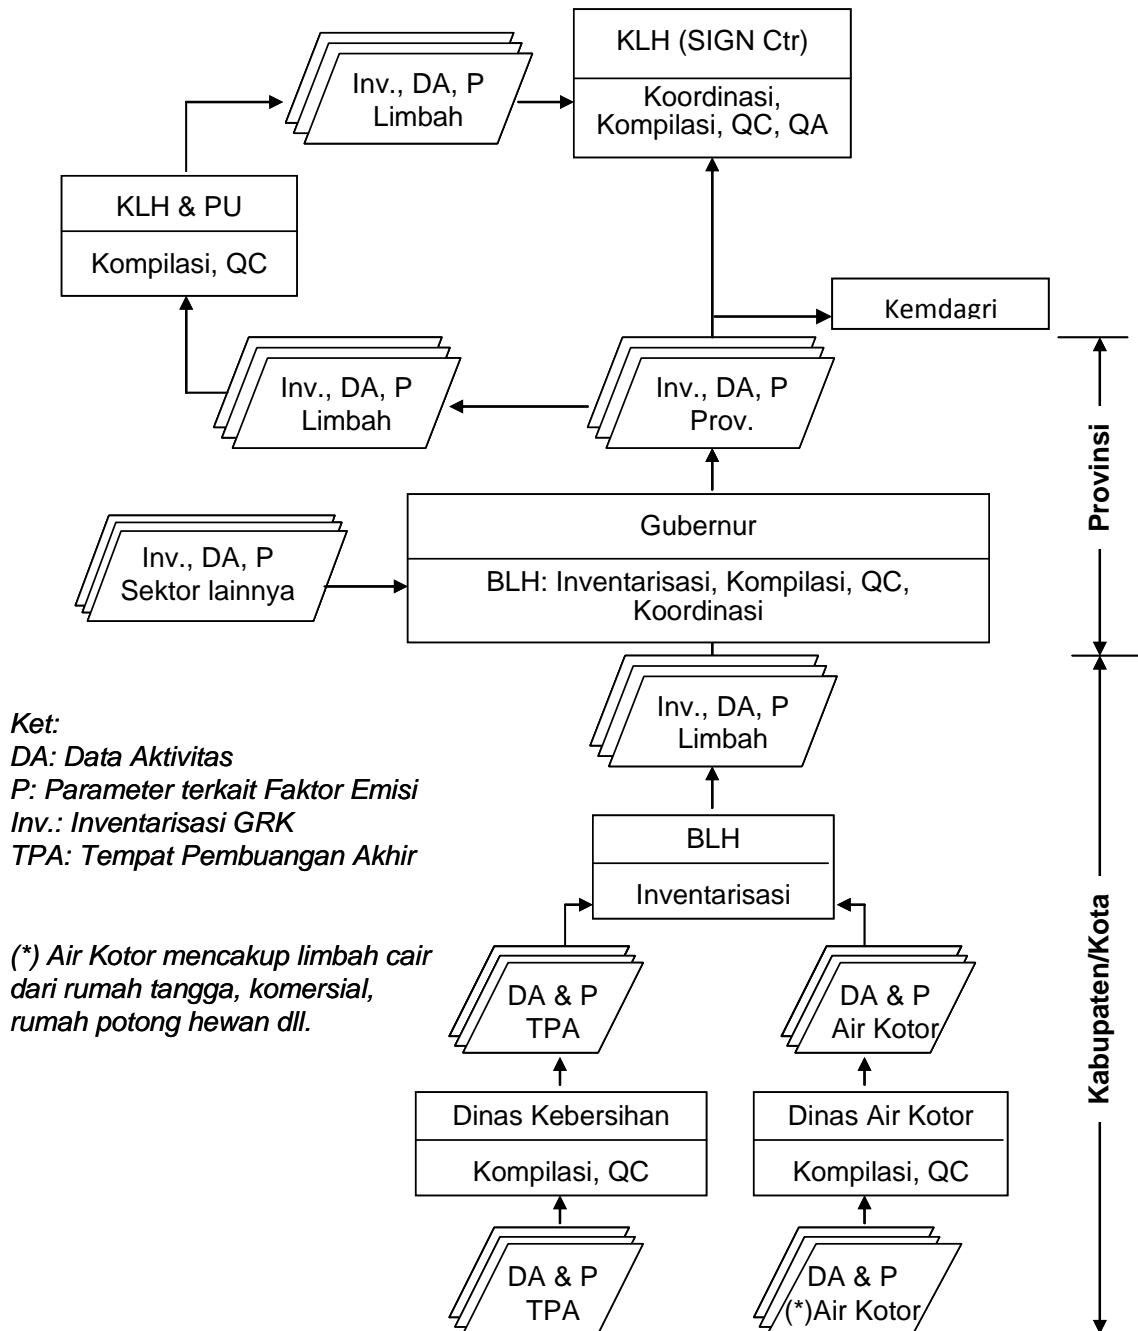 KLH (SIGN Ctr)
Koordinasi,
Kompilasi, QC, QA
Inv., DA, P
Limbah
KLH & PU
Kompilasi, QC
Kemdagri
Inv., DA, P
Limbah
Inv., DA, P
Prov.
Provinsi
Gubernur
BLH: Inventarisasi, Kompilasi, QC,
Koordinasi
Inv., DA, P
Sektor lainnya
Inv., DA, P
Limbah
Ket:
DA: Data Aktivitas
P: Parameter terkait Faktor Emisi
Inv.: Inventarisasi GRK
TPA: Tempat Pembuangan Akhir
(*) Air Kotor mencakup limbah cair
dari rumah tangga, komersial,
rumah potong hewan dll.
BLH
Inventarisasi
Kabupaten/Kota
DA & P
TPA
DA & P
Air Kotor
Dinas Kebersihan
Kompilasi, QC
Dinas Air Kotor
Kompilasi, QC
DA & P
TPA
DA & P
(*)Air Kotor